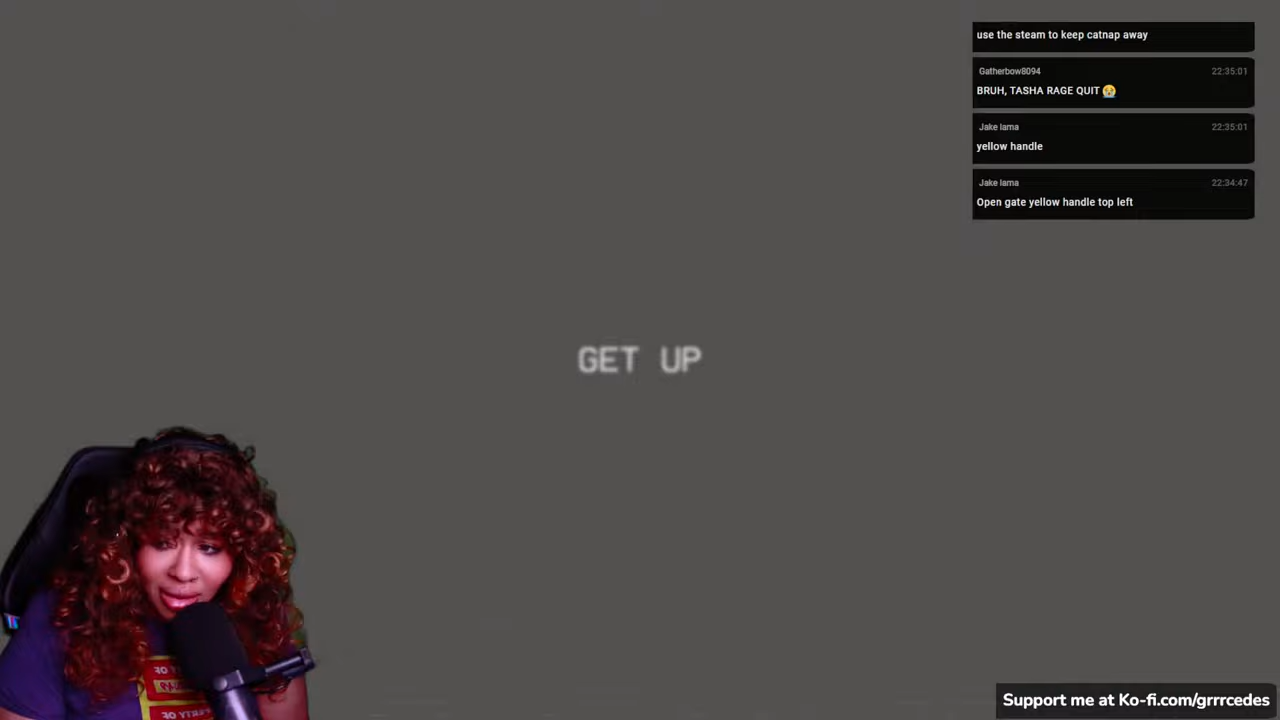 use the steam to keep catnap away
Gatherbow8094 22:35:01
BRUH, TASHA RAGE QUIT 😭
Jake lama 22:35:01
yellow handle
Jake lama 22:34:47
Open gate yellow handle top left
GET UP
Support me at Ko-fi.com/grrrcedes